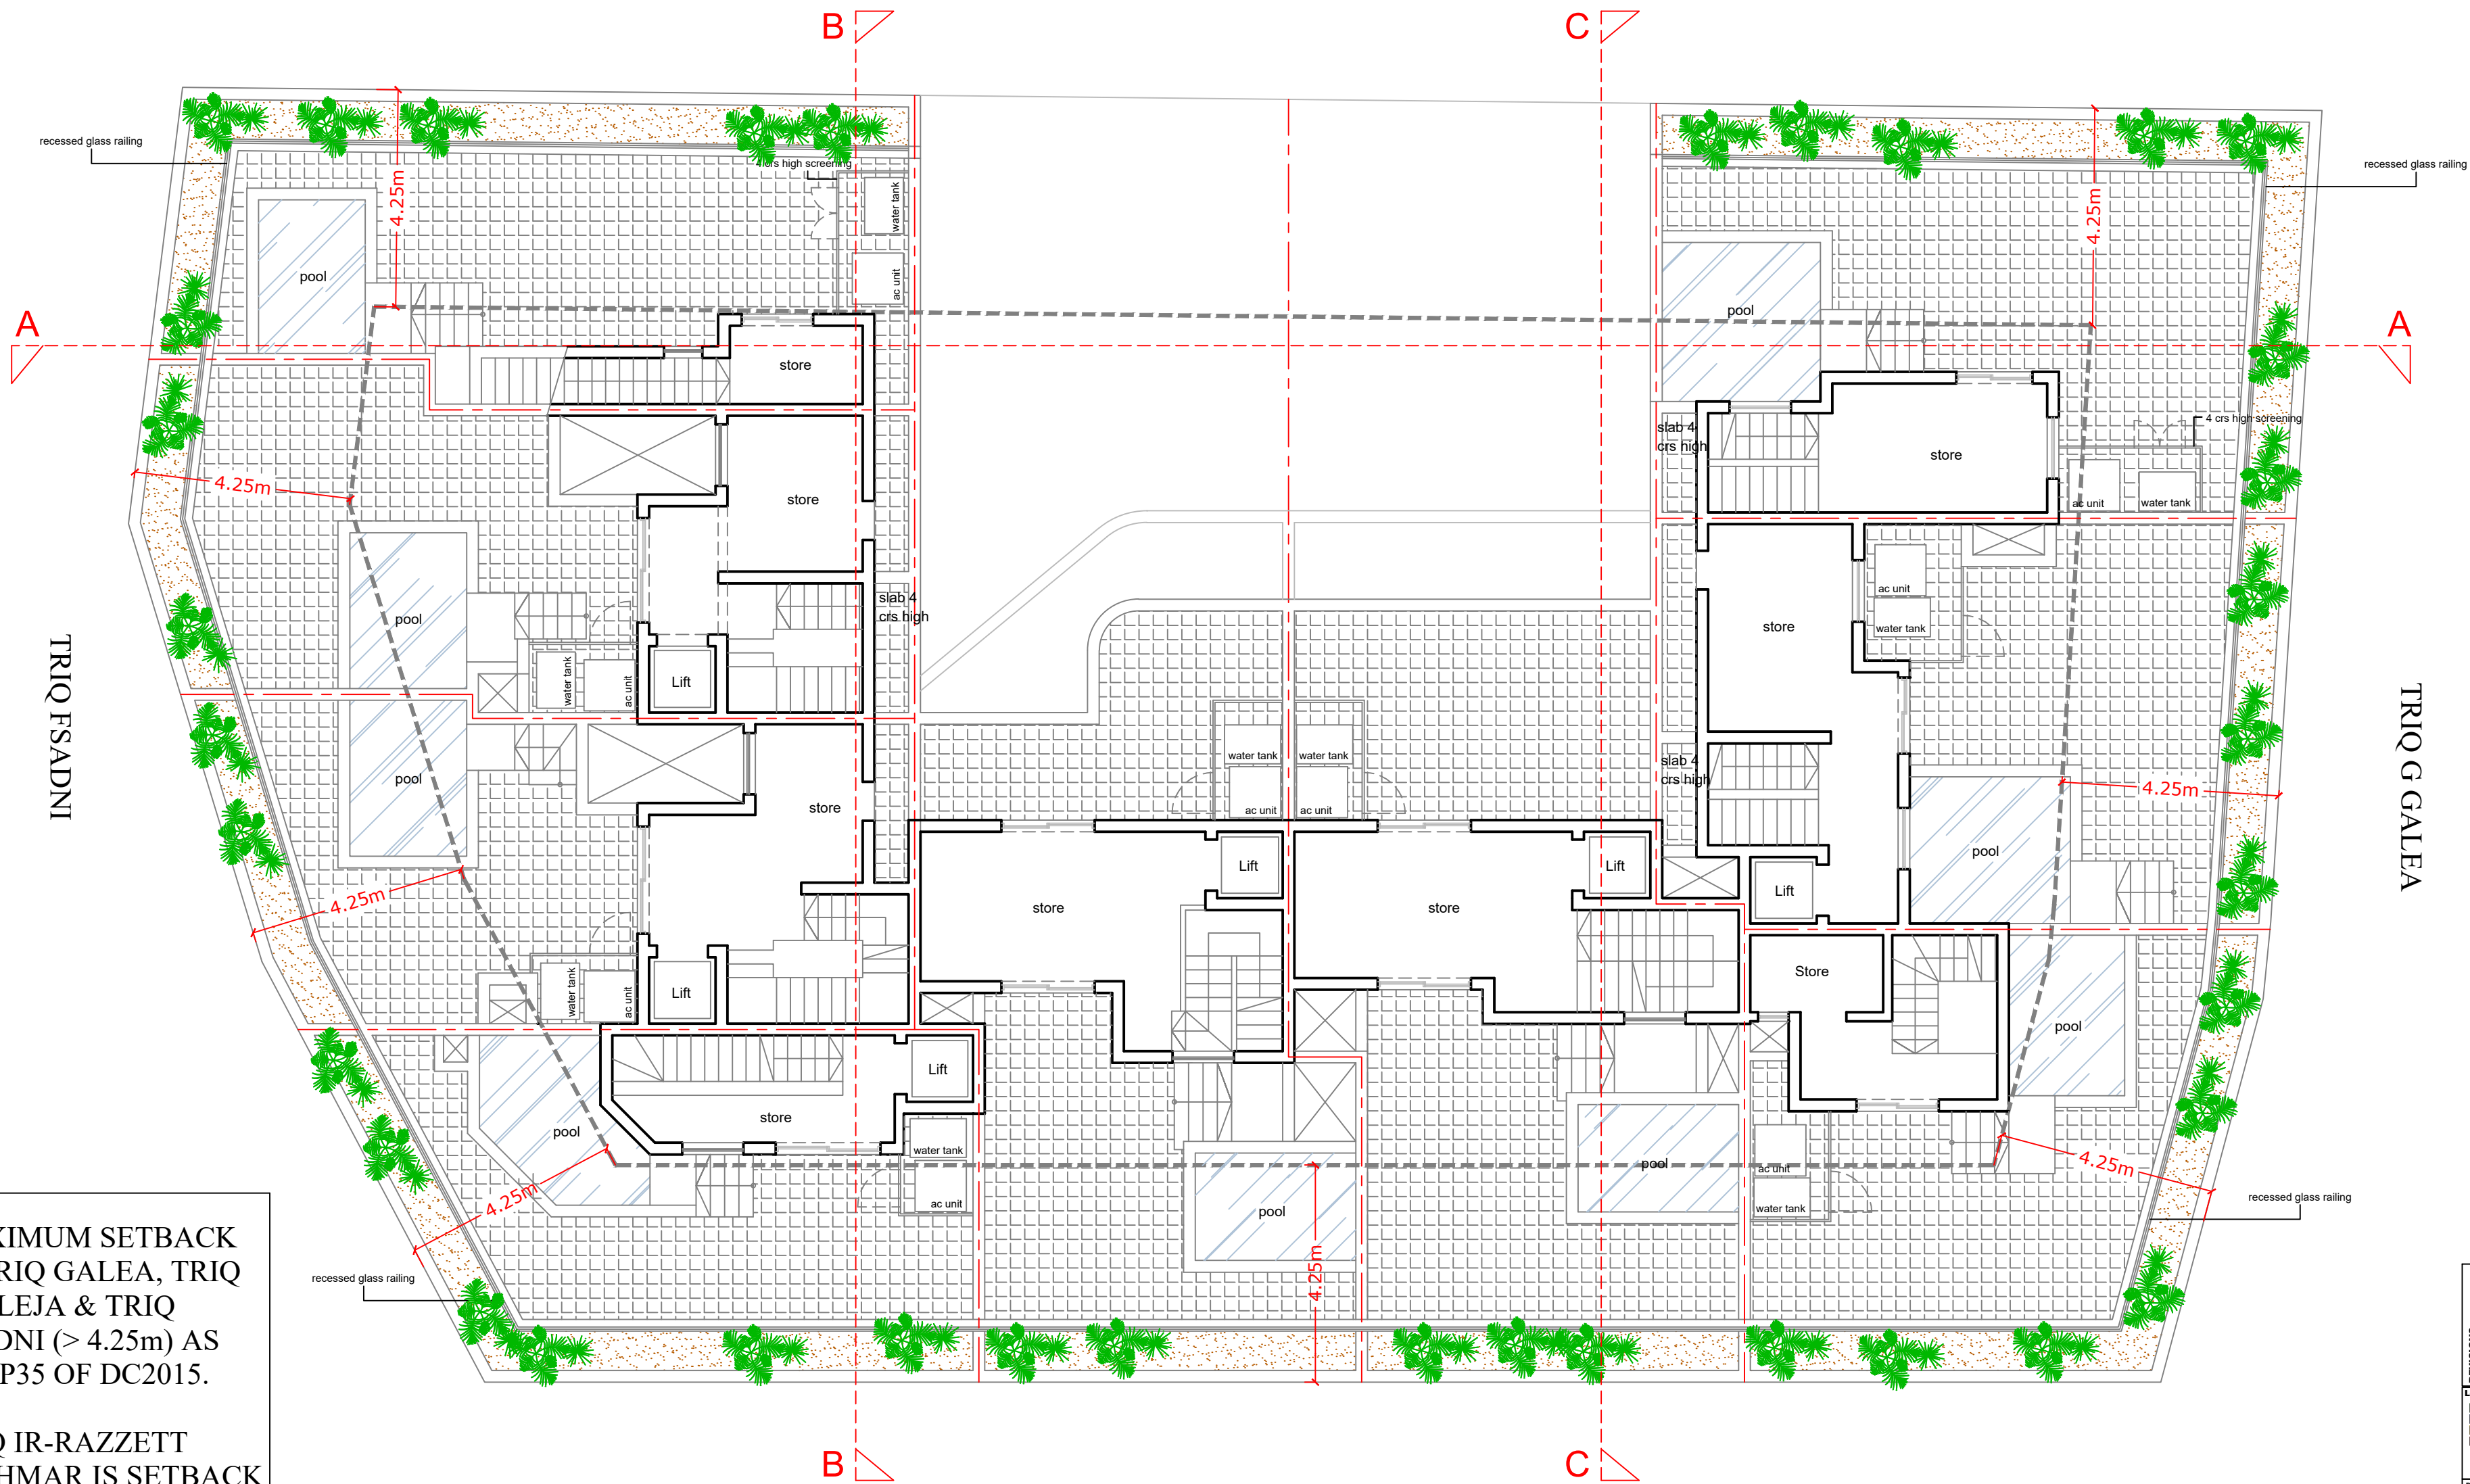 B
C
recessed glass railing
4 crs high screening
recessed glass railing
4.25m
water tank
4.25m
pool
ac unit
pool
A
A
store
slab 4
crs high
store
4 crs high screening
4.25m
store
ac unit
water tank
ac unit
slab 4
crs high
pool
store
water tank
TRIQ FSADNI
water tank
ac unit
Lift
TRIQ G GALEA
water tank
water tank
slab 4
crs high
pool
store
ac unit
ac unit
4.25m
pool
Lift
Lift
Lift
4.25m
store
store
Store
water tank
ac unit
Lift
pool
Lift
store
pool
water tank
pool
ac unit
4.25m
4.25m
ac unit
water tank
pool
recessed glass railing
SETBACK
RIQ GALEA, TRIQ
& TRIQ
(> 4.25m) AS
P35 OF DC2015.
recessed glass railing
4.25m
IR-RAZZETT
IS SETBACK
B
C